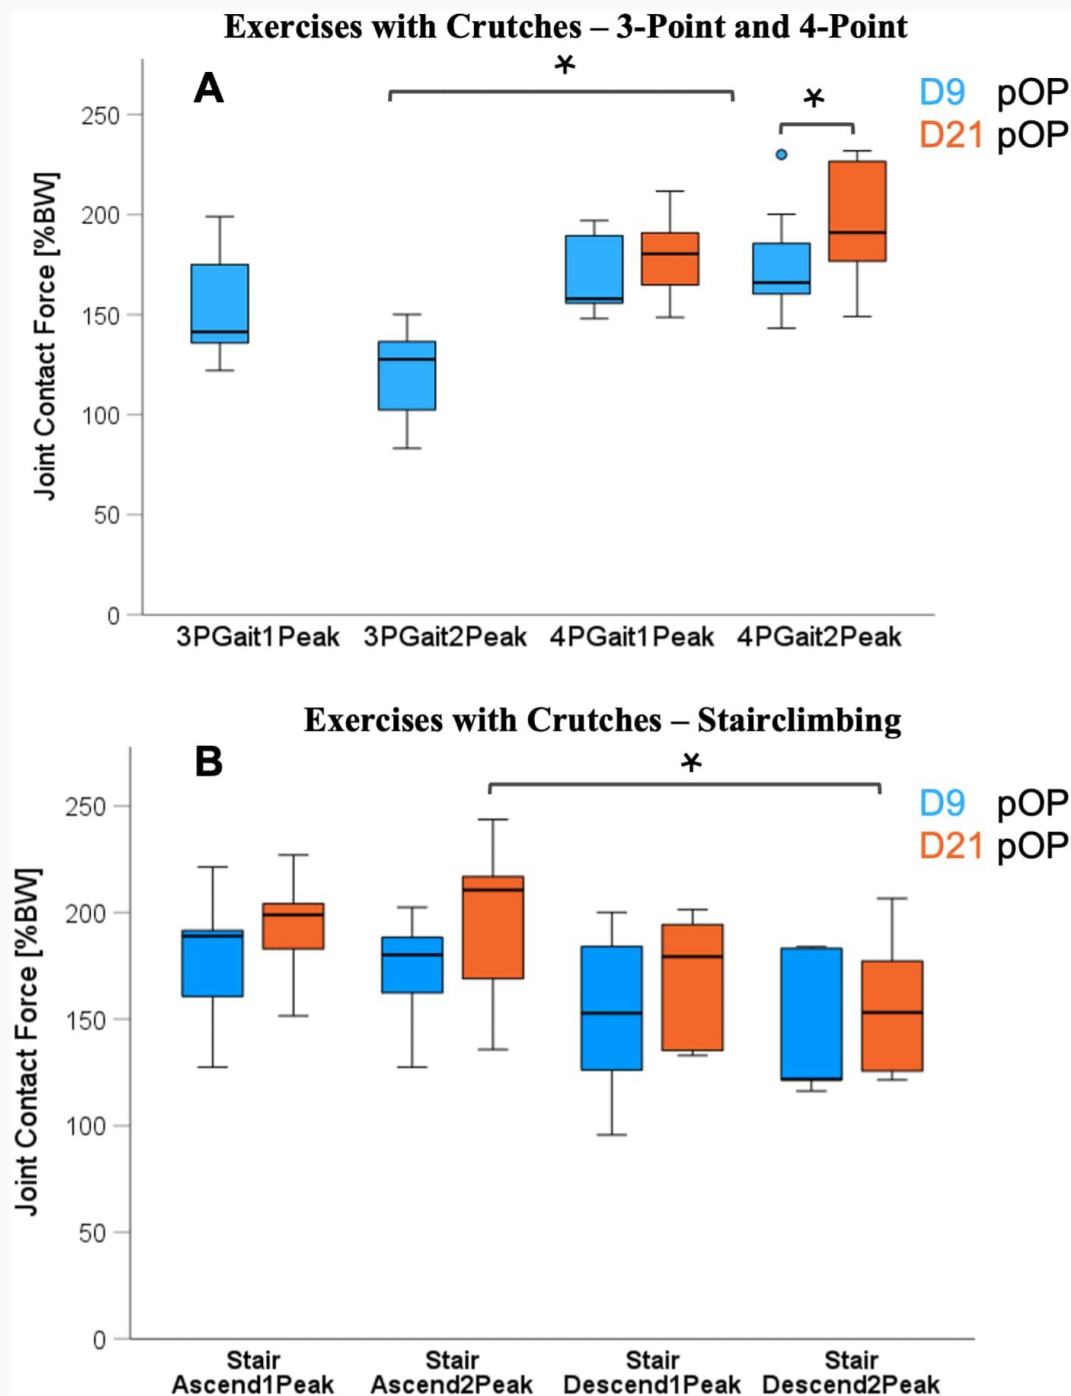 Exercises with Crutches – 3-Point and 4-Point
A
*
*
D9 pOP
D21 pOP
Joint Contact Force [%BW]
250
200
150
100
50
0
3PGait1Peak 3PGait2Peak 4PGait1Peak 4PGait2Peak
Exercises with Crutches – Stairclimbing
B
*
D9 pOP
D21 pOP
Joint Contact Force [%BW]
250
200
150
100
50
0
Stair Stair Stair Stair
Ascend1Peak Ascend2Peak Descend1Peak Descend2Peak